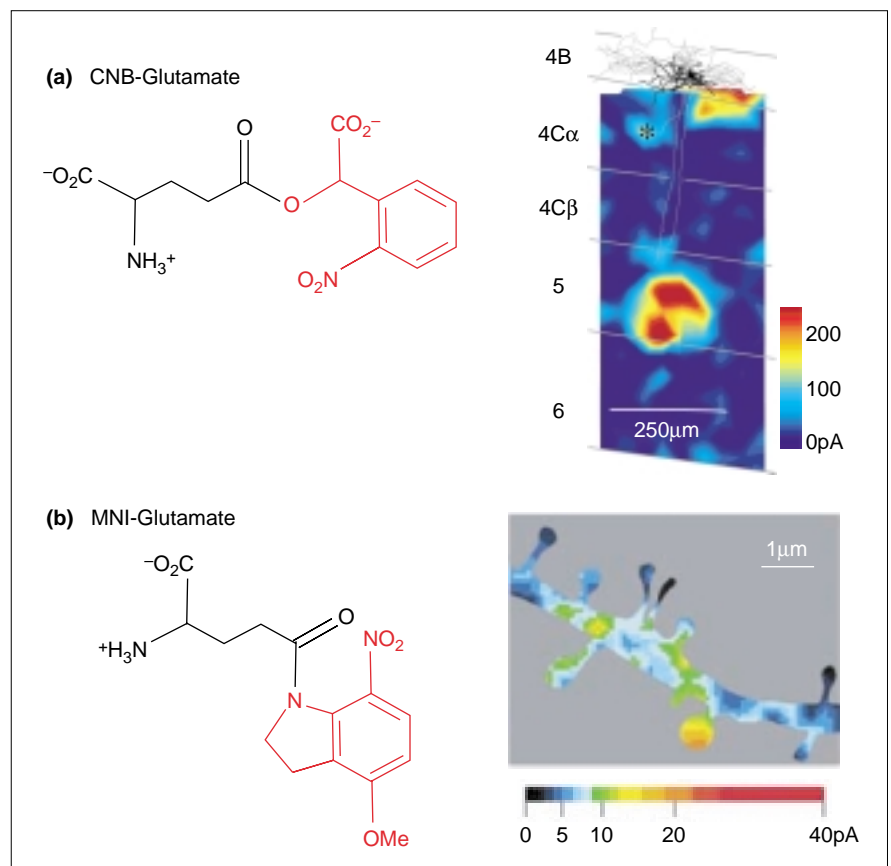 (a) CNB-Glutamate
O
CO₂⁻
⁻O₂C
O
NH₃⁺
O₂N
4B
4Cα
*
4Cβ
5
6
250μm
200
100
0pA
(b) MNI-Glutamate
⁻O₂C
O
NO₂
⁺H₃N
N
OMe
1μm
0 5 10 20 40pA